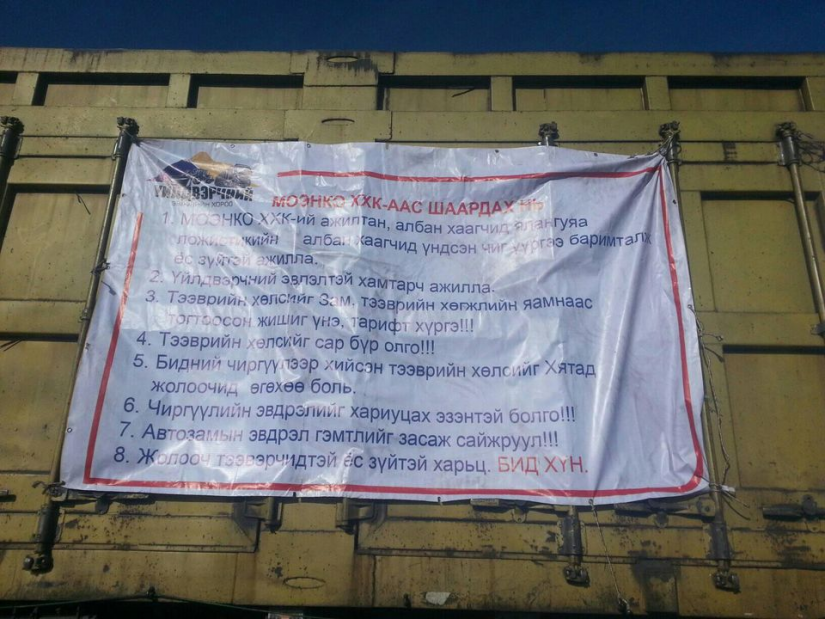 ҮЙЛДВЭРЧНИЙ
ХОРОО
МОЭНКО ХХК-ААС ШААРДАХ НЬ
1. МОЭНКО ХХК-ий ажилтан, албан хаагчид ялангуяа
ложистикийн албан хаагчид үндсэн чиг үүргээ баримталж
ёс зүйтэй ажилла.
2. Үйлдвэрчний эвлэлтэй хамтарч ажилла.
3. Тээврийн хөлсийг Зам, тээврийн хөгжлийн яамнаас
тогтоосон жишиг үнэ, тарифт хүргэ!!!
4. Тээврийн хөлсийг сар бүр олго!!!
5. Бидний чиргүүлээр хийсэн тээврийн хөлсийг Хятад
жолоочид өгөхөө боль.
6. Чиргүүлийн эвдрэлийг хариуцах эзэнтэй болго!!!
7. Автозамын эвдрэл гэмтлийг засаж сайжруул!!!
8. Жолооч тээвэрчидтэй ёс зүйтэй харьц. БИД ХҮН.